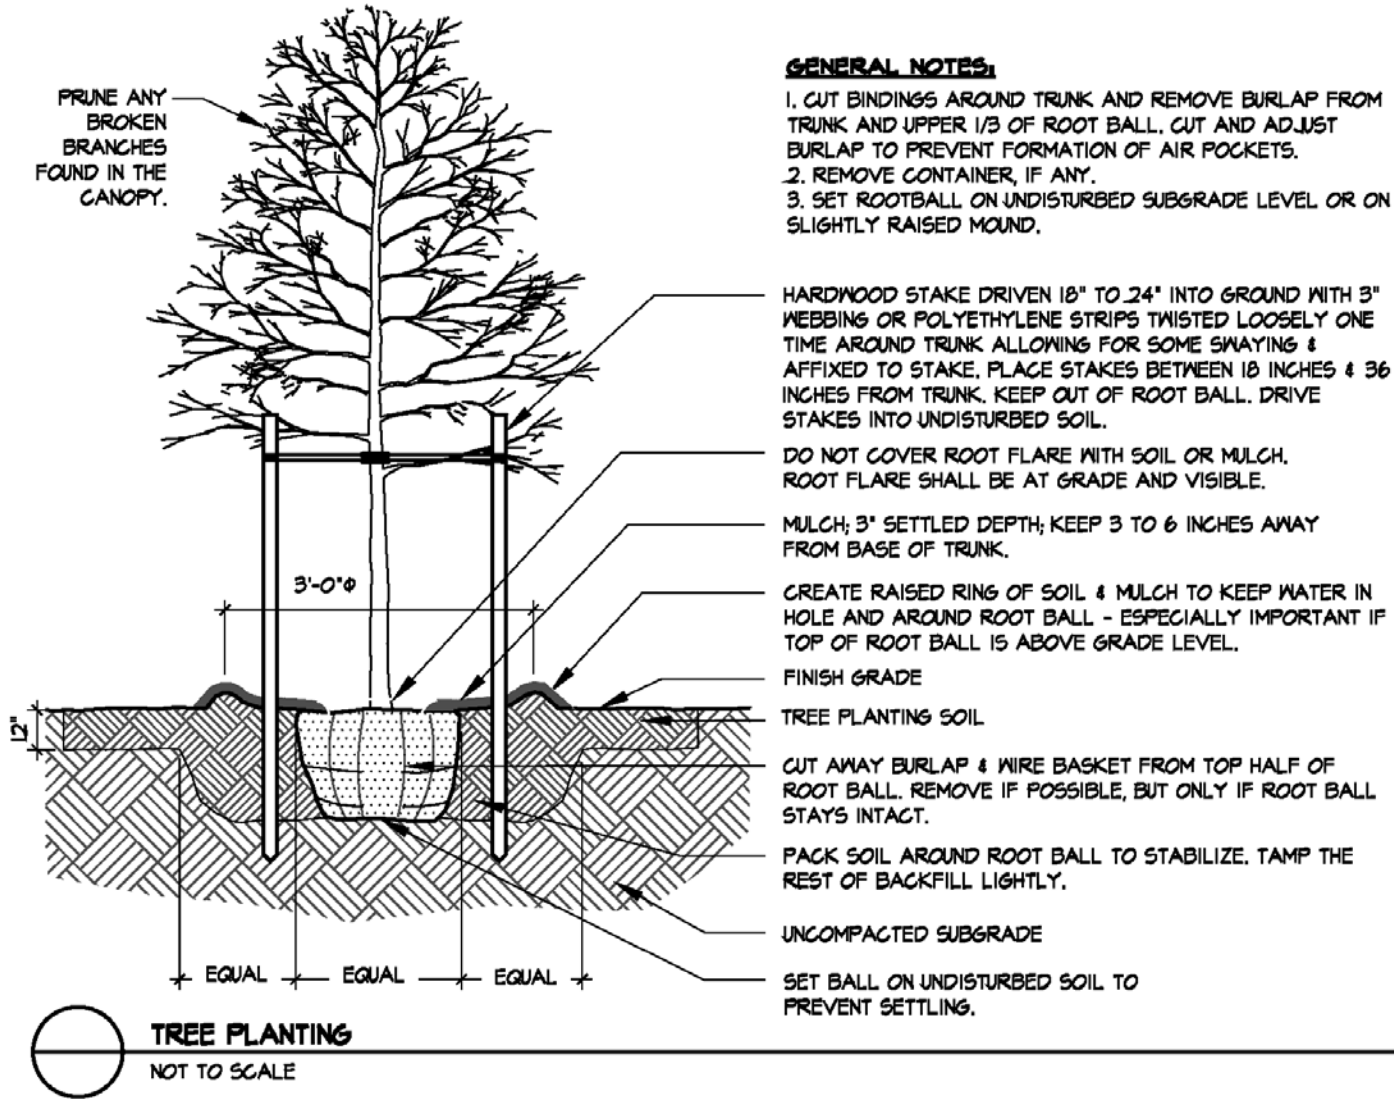 PRUNE ANY
BROKEN
BRANCHES
FOUND IN THE
CANOPY.
GENERAL NOTES:
1. CUT BINDINGS AROUND TRUNK AND REMOVE BURLAP FROM
TRUNK AND UPPER 1/3 OF ROOT BALL. CUT AND ADJUST
BURLAP TO PREVENT FORMATION OF AIR POCKETS.
2. REMOVE CONTAINER, IF ANY.
3. SET ROOTBALL ON UNDISTURBED SUBGRADE LEVEL OR ON
SLIGHTLY RAISED MOUND.
HARDWOOD STAKE DRIVEN 18" TO 24" INTO GROUND WITH 3"
WEBBING OR POLYETHYLENE STRIPS TWISTED LOOSELY ONE
TIME AROUND TRUNK ALLOWING FOR SOME SWAYING &
AFFIXED TO STAKE. PLACE STAKES BETWEEN 18 INCHES & 36
INCHES FROM TRUNK. KEEP OUT OF ROOT BALL. DRIVE
STAKES INTO UNDISTURBED SOIL.
DO NOT COVER ROOT FLARE WITH SOIL OR MULCH.
ROOT FLARE SHALL BE AT GRADE AND VISIBLE.
MULCH; 3" SETTLED DEPTH; KEEP 3 TO 6 INCHES AWAY
FROM BASE OF TRUNK.
3'-0"Φ
CREATE RAISED RING OF SOIL & MULCH TO KEEP WATER IN
HOLE AND AROUND ROOT BALL - ESPECIALLY IMPORTANT IF
TOP OF ROOT BALL IS ABOVE GRADE LEVEL.
FINISH GRADE
12"
TREE PLANTING SOIL
CUT AWAY BURLAP & WIRE BASKET FROM TOP HALF OF
ROOT BALL. REMOVE IF POSSIBLE, BUT ONLY IF ROOT BALL
STAYS INTACT.
PACK SOIL AROUND ROOT BALL TO STABILIZE. TAMP THE
REST OF BACKFILL LIGHTLY.
UNCOMPACTED SUBGRADE
EQUAL EQUAL EQUAL
SET BALL ON UNDISTURBED SOIL TO
PREVENT SETTLING.
TREE PLANTING
NOT TO SCALE